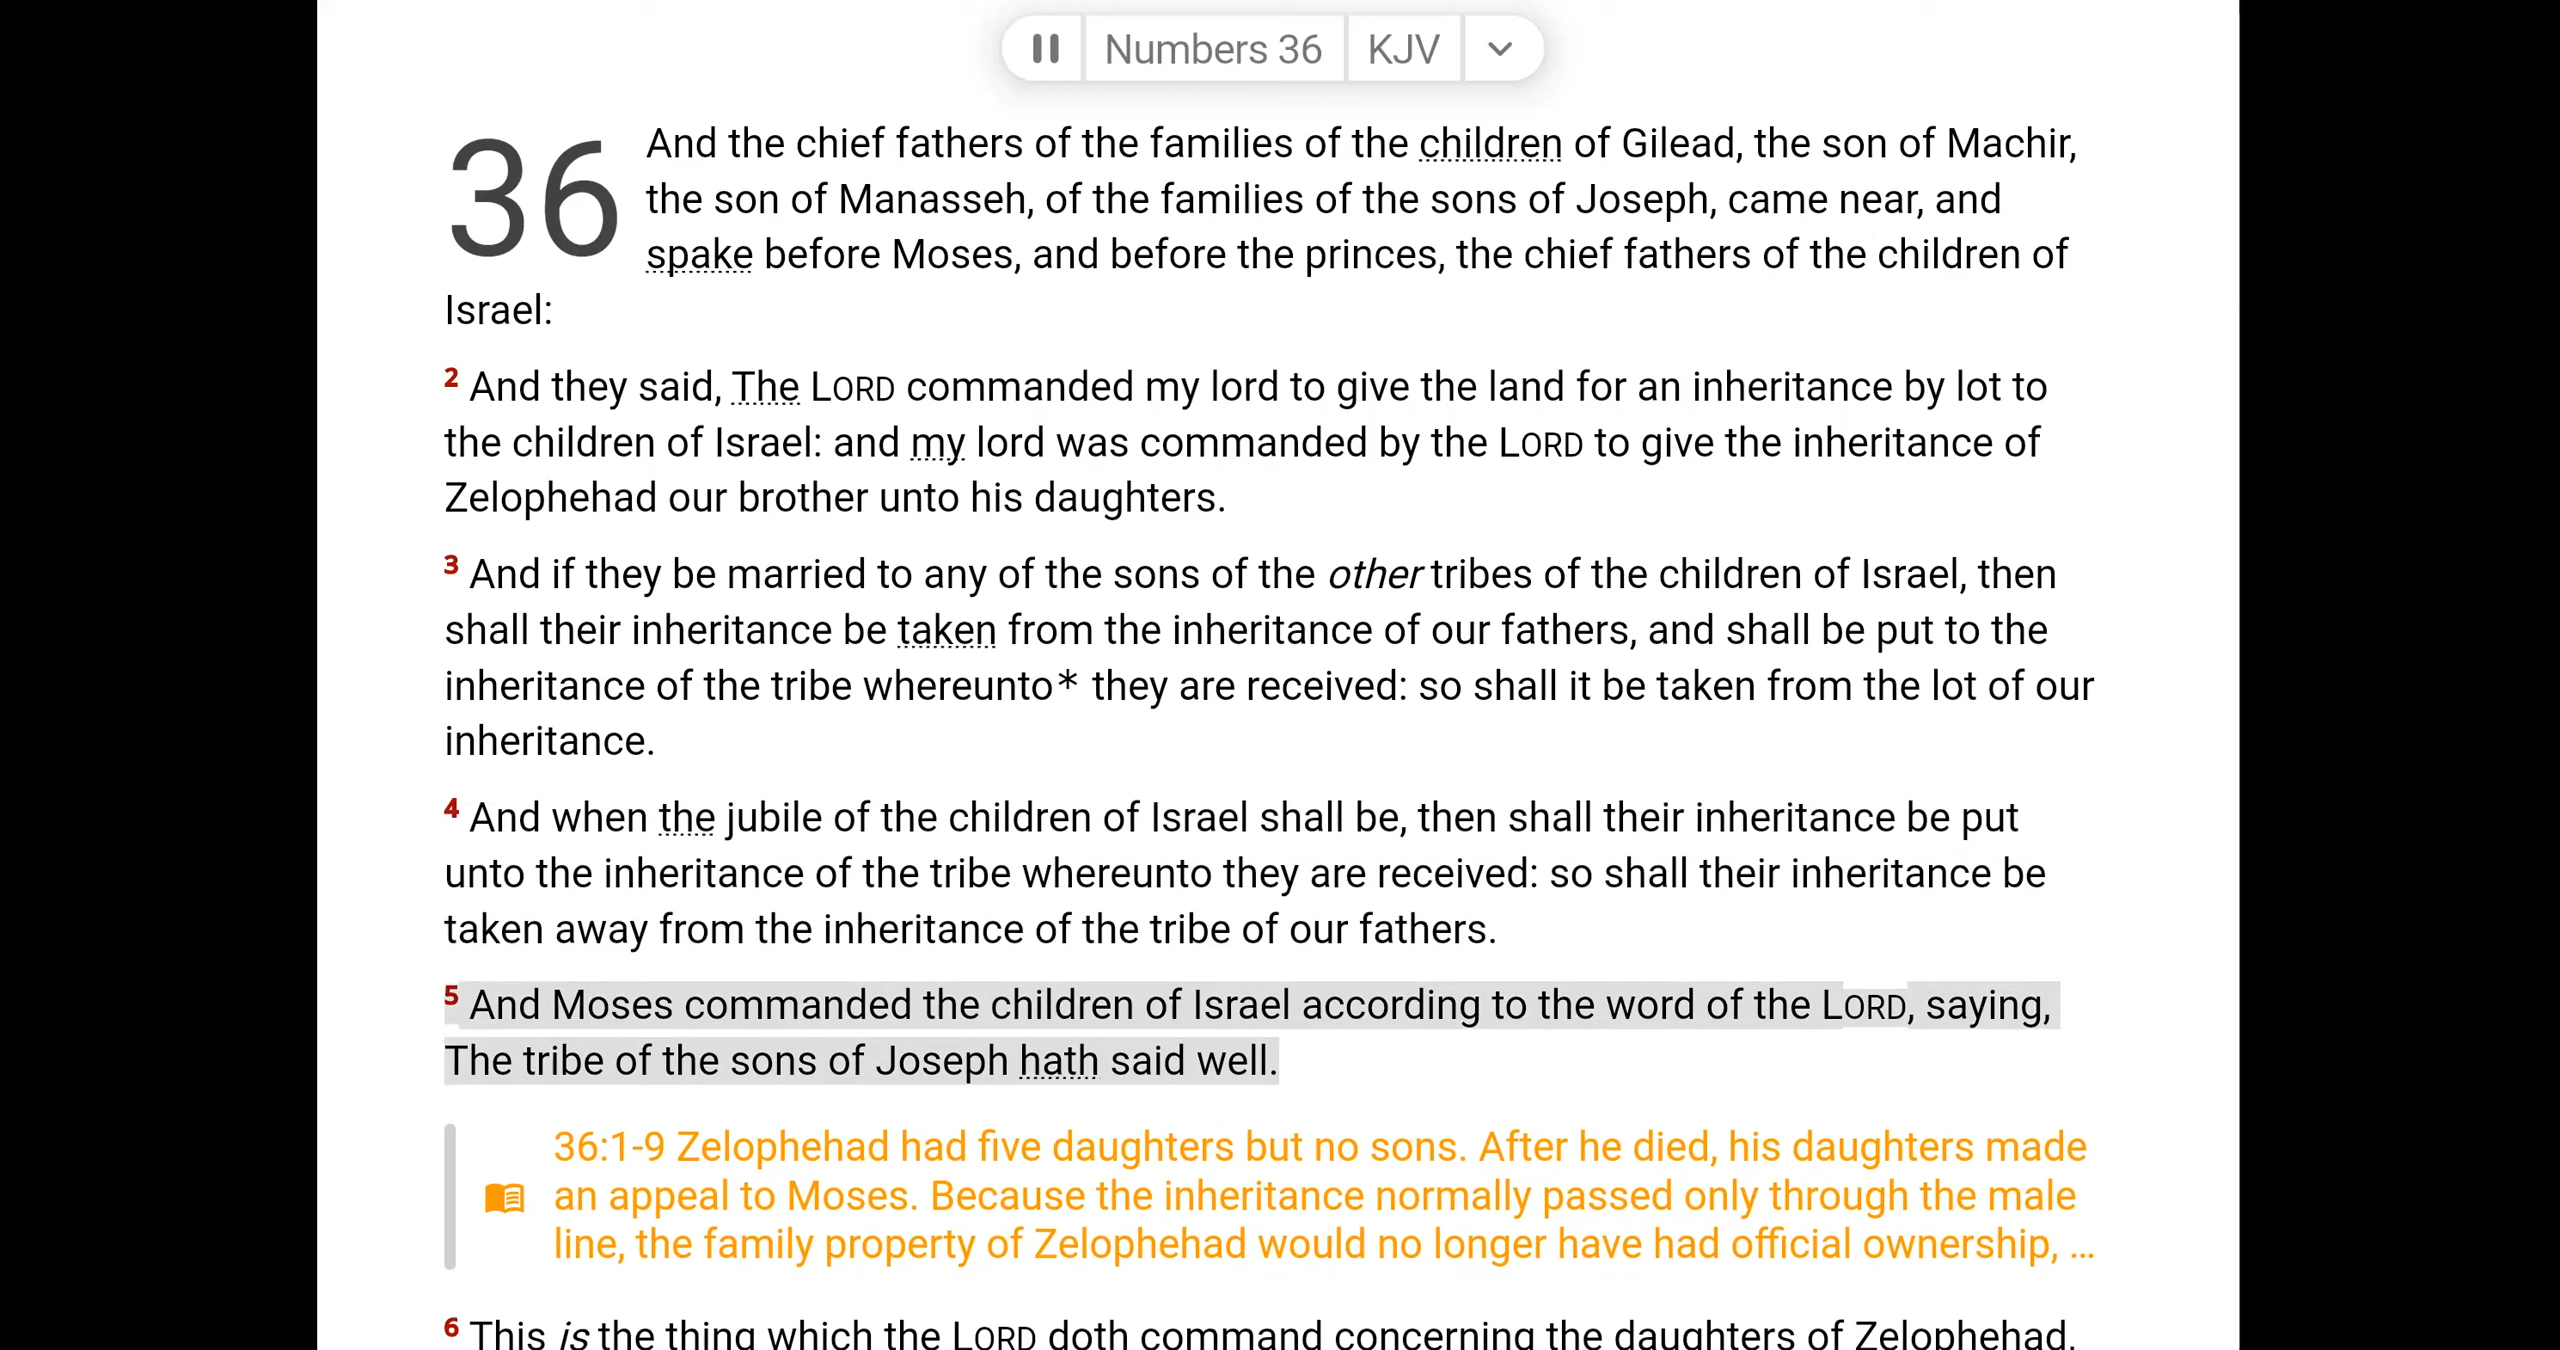 Numbers 36 KJV
36 And the chief fathers of the families of the children of Gilead, the son of Machir,
the son of Manasseh, of the families of the sons of Joseph, came near, and
spake before Moses, and before the princes, the chief fathers of the children of
Israel:
2 And they said, The LORD commanded my lord to give the land for an inheritance by lot to
the children of Israel: and my lord was commanded by the LORD to give the inheritance of
Zelophehad our brother unto his daughters.
3 And if they be married to any of the sons of the other tribes of the children of Israel, then
shall their inheritance be taken from the inheritance of our fathers, and shall be put to the
inheritance of the tribe whereunto* they are received: so shall it be taken from the lot of our
inheritance.
4 And when the jubile of the children of Israel shall be, then shall their inheritance be put
unto the inheritance of the tribe whereunto they are received: so shall their inheritance be
taken away from the inheritance of the tribe of our fathers.
5 And Moses commanded the children of Israel according to the word of the LORD, saying,
The tribe of the sons of Joseph hath said well.
36:1-9 Zelophehad had five daughters but no sons. After he died, his daughters made
an appeal to Moses. Because the inheritance normally passed only through the male
line, the family property of Zelophehad would no longer have had official ownership, ...
6 This is the thing which the LORD doth command concerning the daughters of Zelophehad,